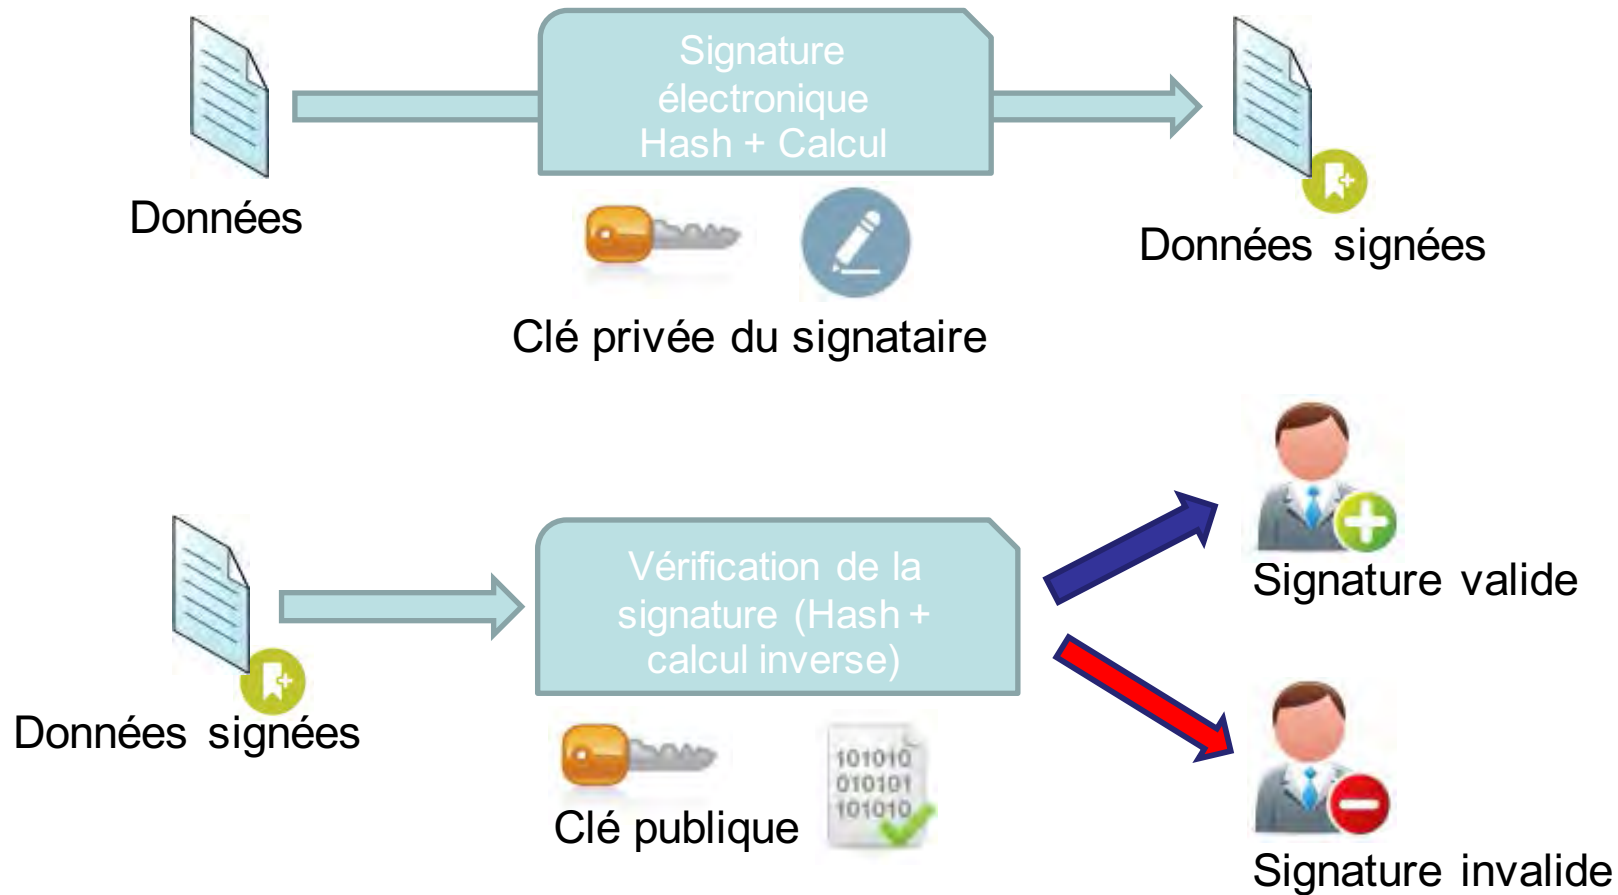 Signature
électronique
Hash + Calcul
Données
Données signées
Clé privée du signataire
Vérification de la
signature (Hash +
calcul inverse)
Signature valide
Données signées
101010
010101
101010
Clé publique
Signature invalide